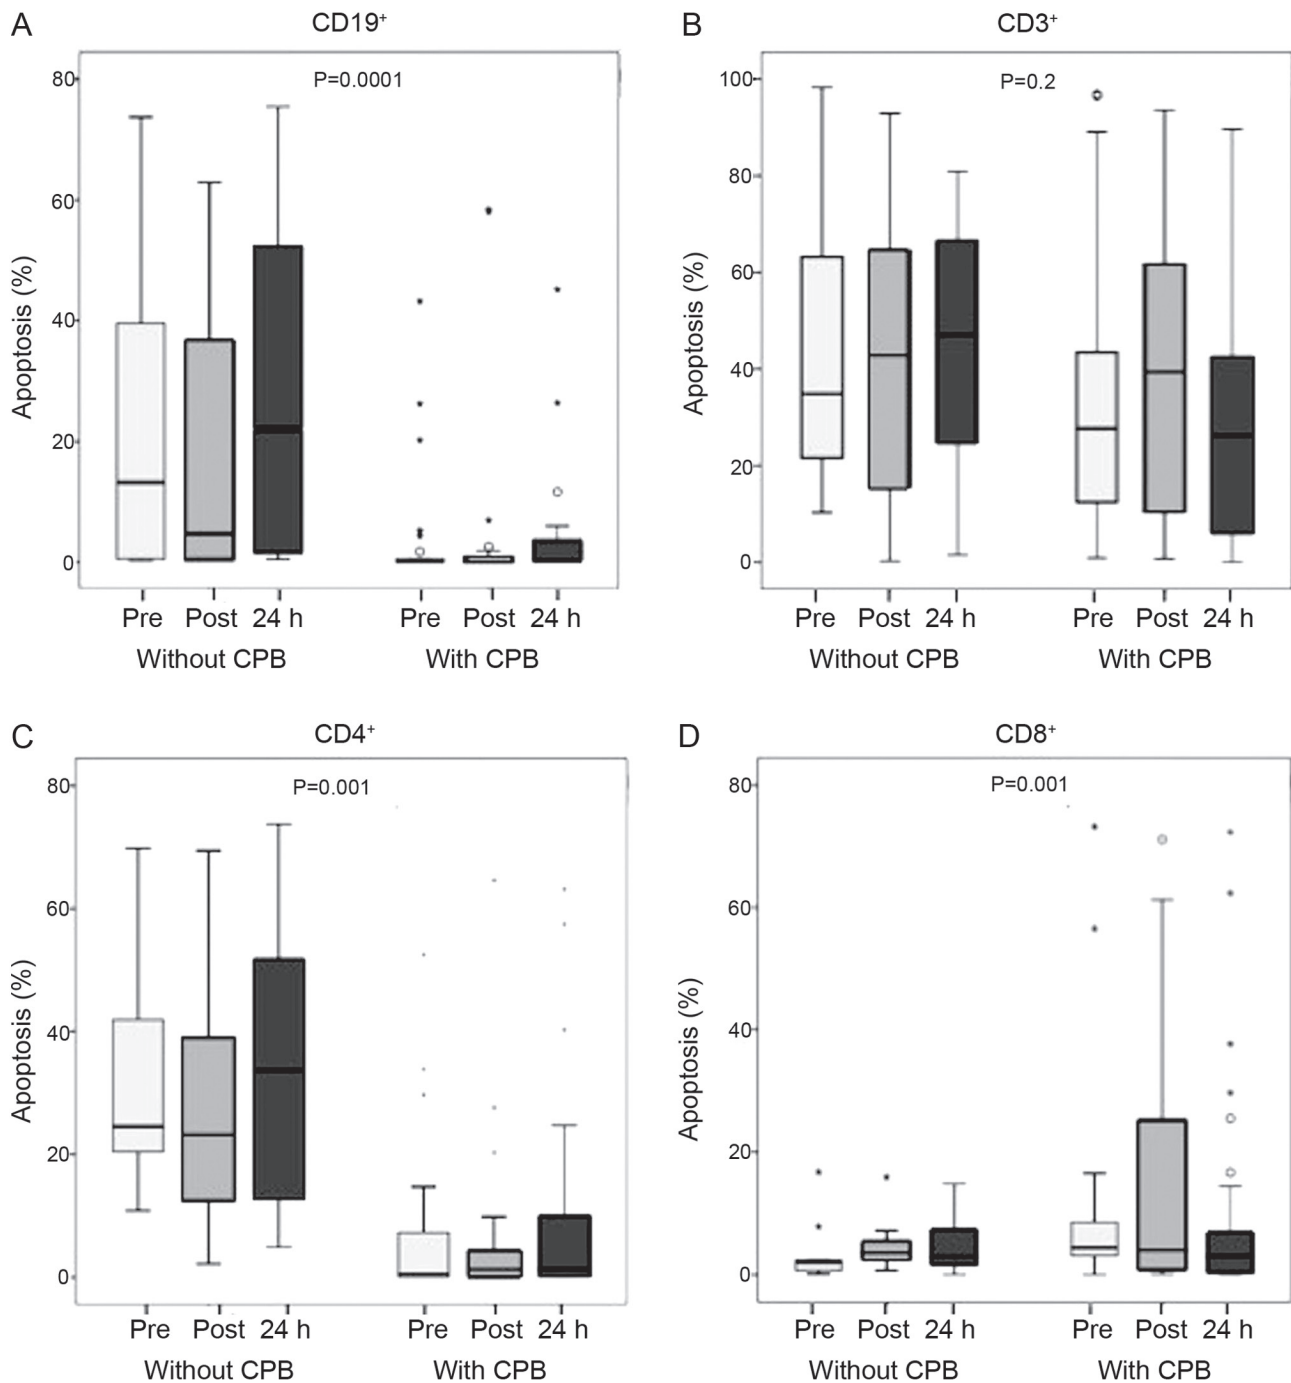 A
CD19⁺
P=0.0001
Apoptosis (%)
80
60
40
20
0
Pre Post 24 h Pre Post 24 h
Without CPB With CPB
B
CD3⁺
P=0.2
Apoptosis (%)
100
80
60
40
20
0
Pre Post 24 h Pre Post 24 h
Without CPB With CPB
C
CD4⁺
P=0.001
Apoptosis (%)
80
60
40
20
0
Pre Post 24 h Pre Post 24 h
Without CPB With CPB
D
CD8⁺
P=0.001
Apoptosis (%)
80
60
40
20
0
Pre Post 24 h Pre Post 24 h
Without CPB With CPB